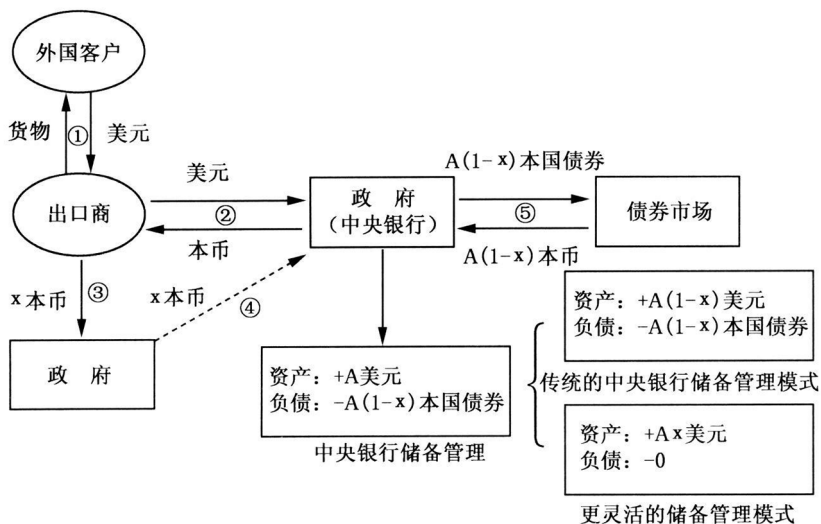 外国客户
货物
①
美元
出口商
美元
②
本币
政 府
(中央银行)
A(1-x)本国债券
⑤
A(1-x)本币
债券市场
x本币
③
x本币
④
政 府
资产：+A美元
负债：-A(1-x)本国债券
中央银行储备管理
资产：+A(1-x)美元
负债：-A(1-x)本国债券
传统的中央银行储备管理模式
资产：+Ax美元
负债：-0
更灵活的储备管理模式